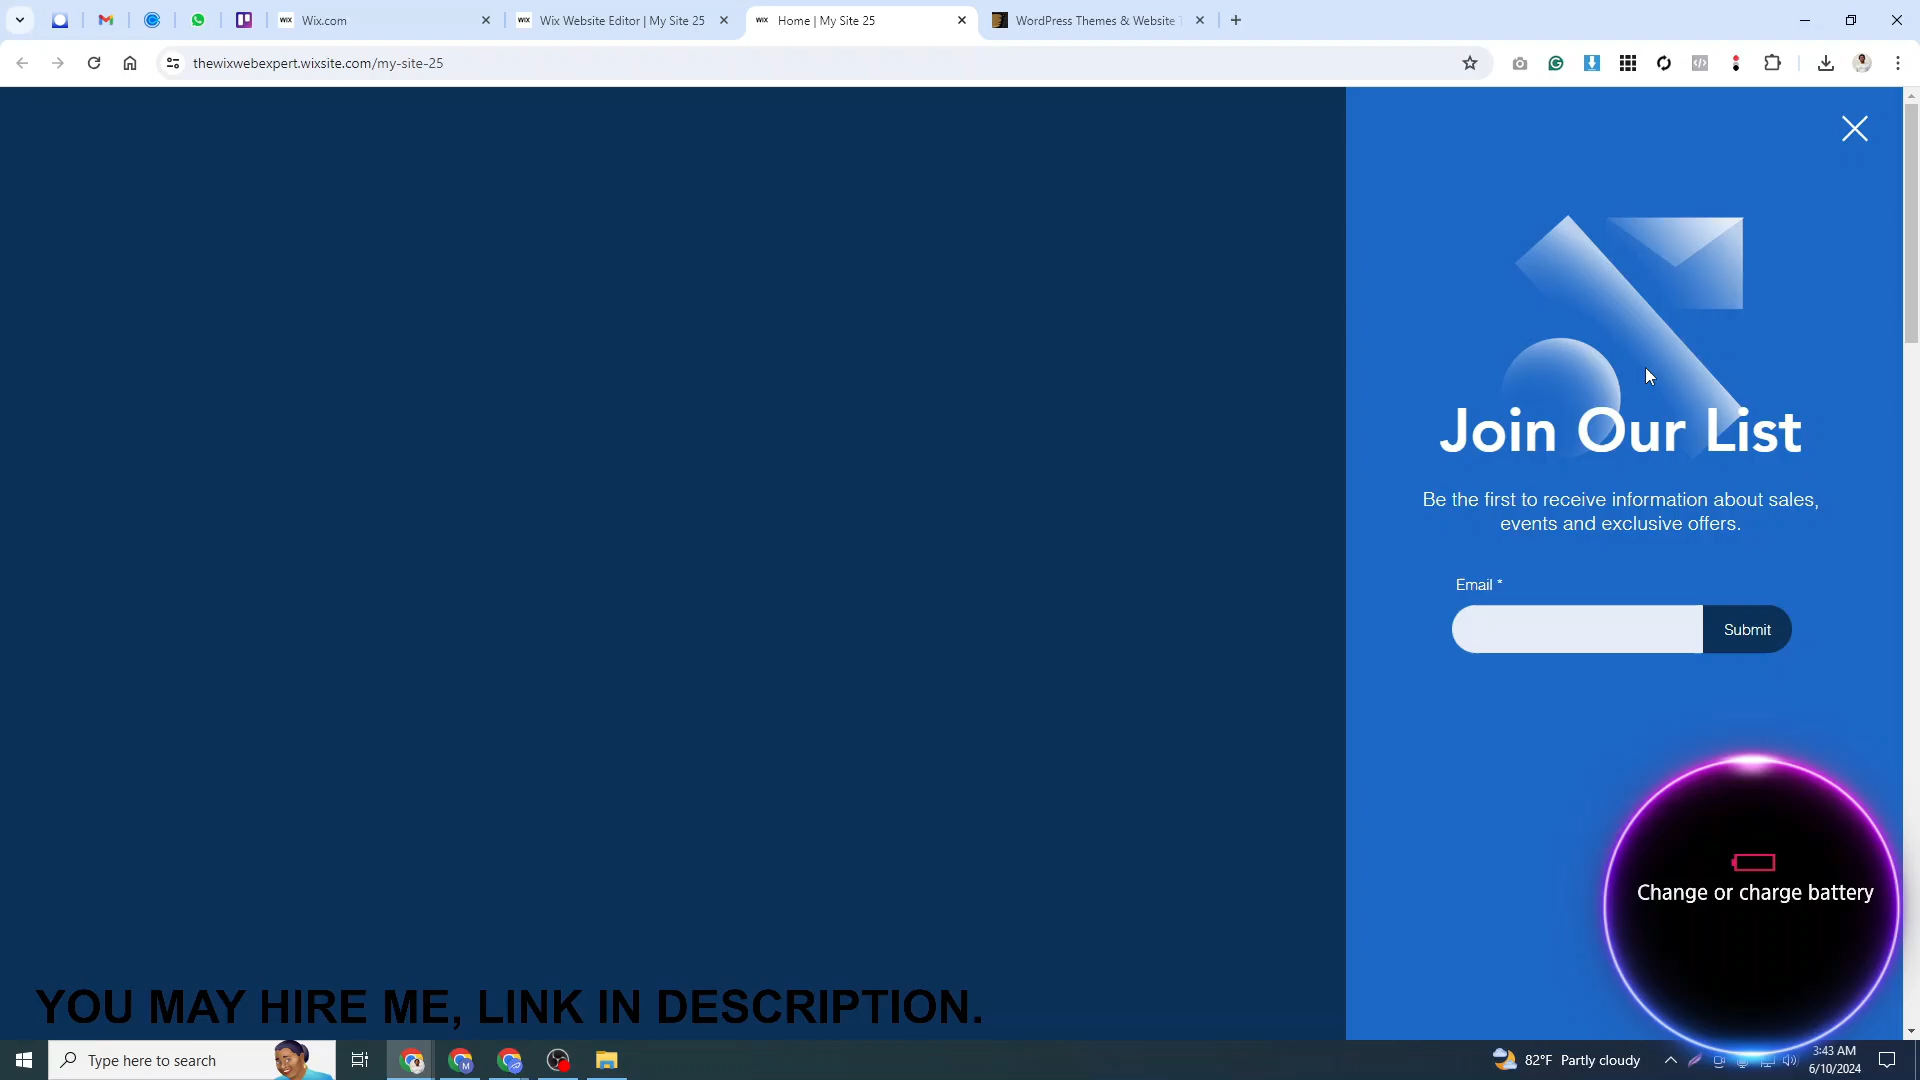 WIX Wix.com
WIX Wix Website Editor | My Site 25
WIX Home | My Site 25
WordPress Themes & Website
thewixwebexpert.wixsite.com/my-site-25
Join Our List
Be the first to receive information about sales,
events and exclusive offers.
Email *
Submit
Change or charge battery
YOU MAY HIRE ME, LINK IN DESCRIPTION.
Type here to search
M
82°F Partly cloudy
3:43 AM
6/10/2024